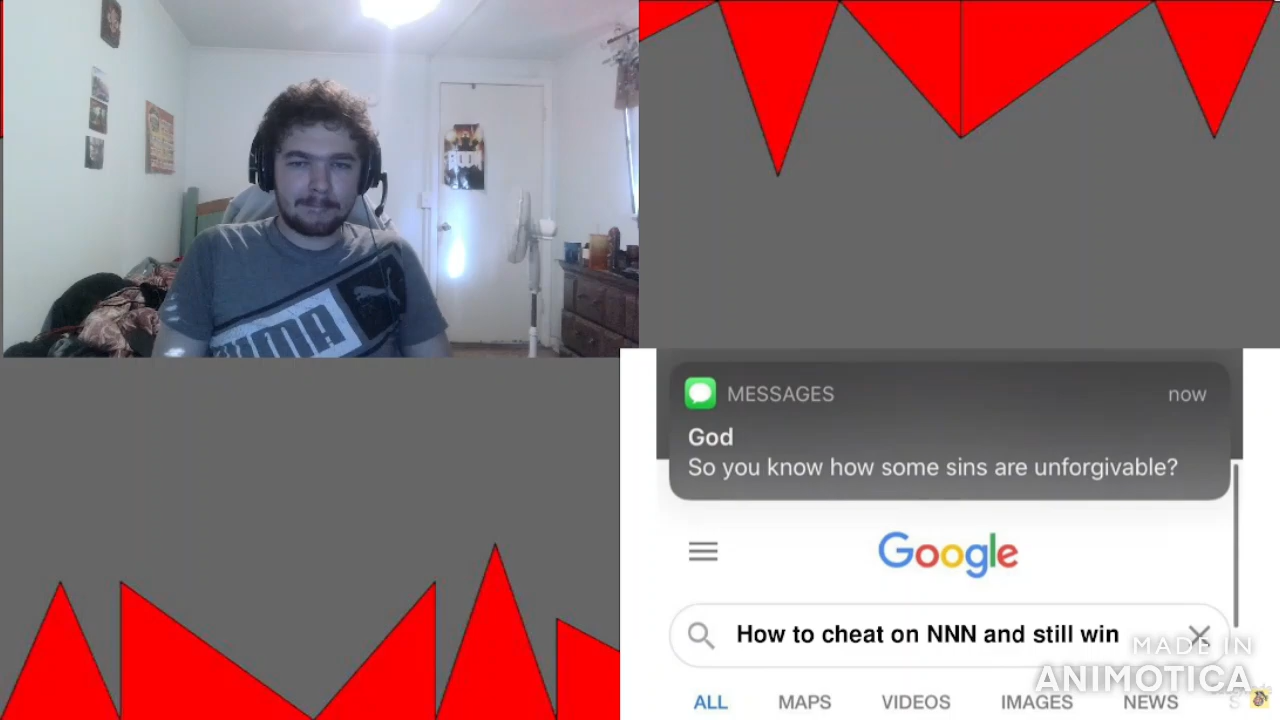 PUMA
MESSAGES
now
God
So you know how some sins are unforgivable?
Google
How to cheat on NNN and still win
MADE IN
ANIMOTICA
ALL
MAPS
VIDEOS
IMAGES
NEWS